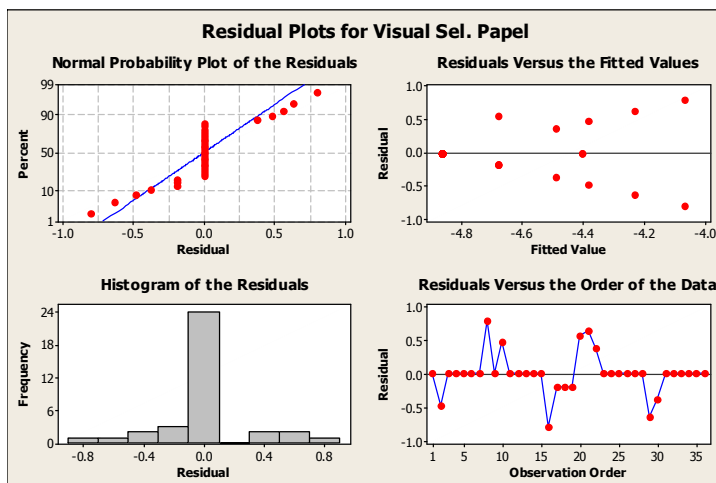 Residual Plots for Visual Sel. Papel
Normal Probability Plot of the Residuals
99
90
50
10
1
Percent
-1.0 -0.5 0.0 0.5 1.0
Residual
Residuals Versus the Fitted Values
1.0
0.5
0.0
-0.5
-1.0
Residual
-4.8 -4.6 -4.4 -4.2 -4.0
Fitted Value
Histogram of the Residuals
24
18
12
6
0
Frequency
-0.8 -0.4 0.0 0.4 0.8
Residual
Residuals Versus the Order of the Data
1.0
0.5
0.0
-0.5
-1.0
Residual
1 5 10 15 20 25 30 35
Observation Order